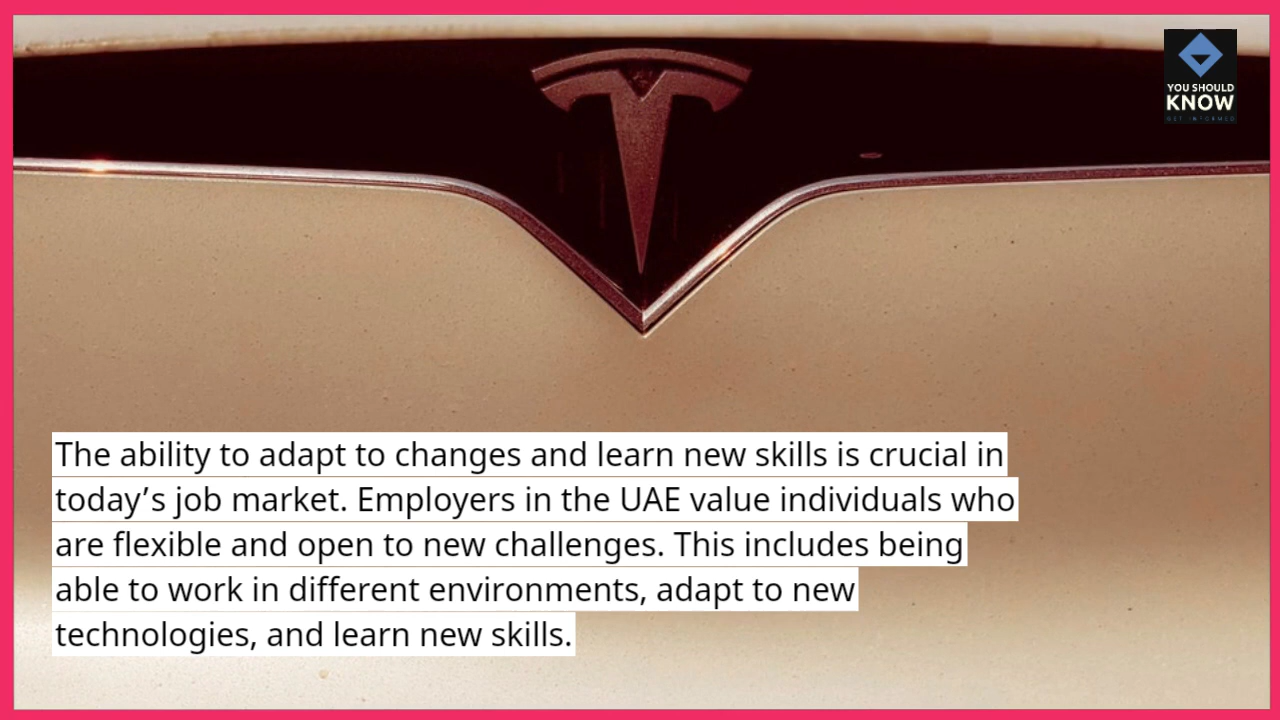 YOU SHOULD
KNOW
GET INFORMED
The ability to adapt to changes and learn new skills is crucial in
today’s job market. Employers in the UAE value individuals who
are flexible and open to new challenges. This includes being
able to work in different environments, adapt to new
technologies, and learn new skills.